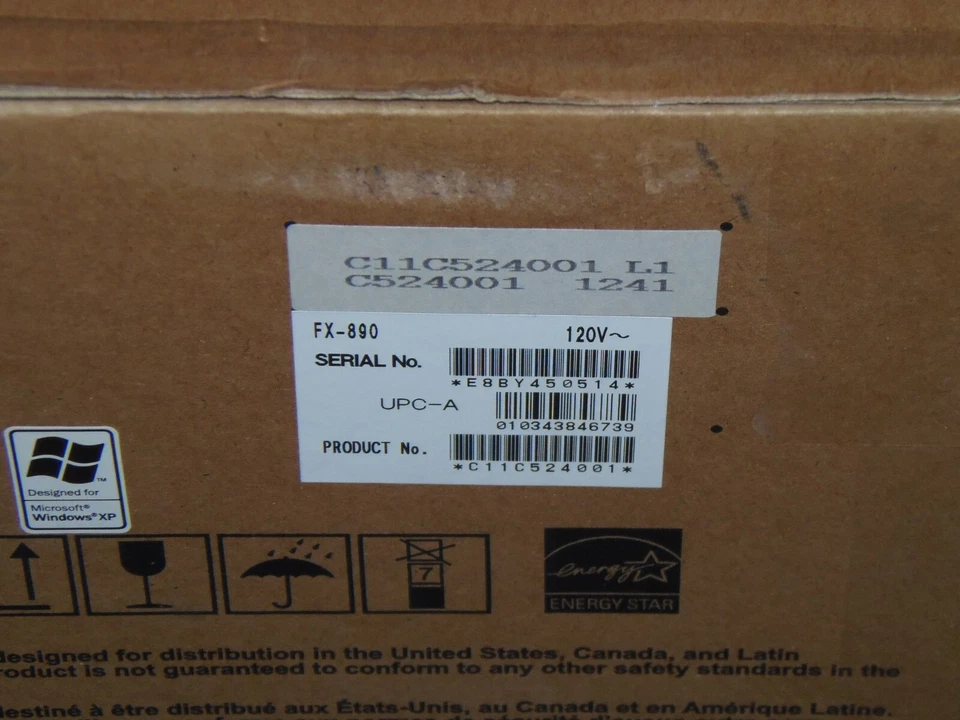 C11C524001 L1
C524001 1241
FX-890 120V~
SERIAL No.
*E8BY450514*
UPC-A
010343846739
PRODUCT No.
*C11C524001*
Designed for
Microsoft®
Windows®XP
7
energy
ENERGY STAR
designed for distribution in the United States, Canada, and Latin
product is not guaranteed to conform to any other safety standards in the
destiné à être distribué aux États-Unis, au Canada et en Amérique Latine.